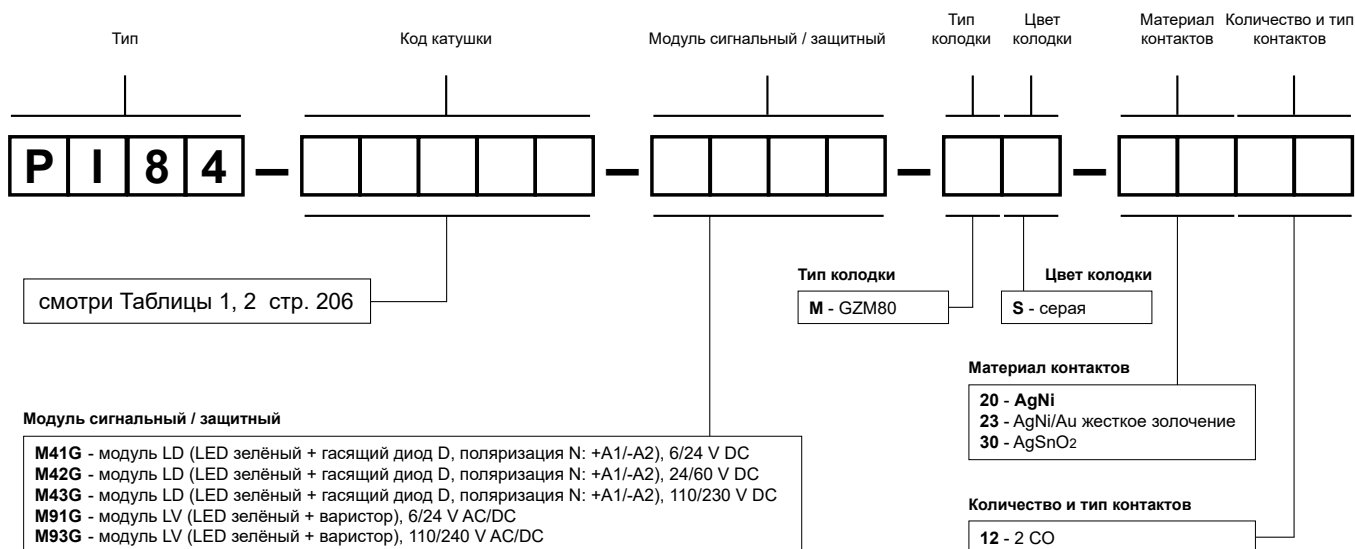 Тип
Код катушки
Модуль сигнальный / защитный
Тип колодки
Цвет колодки
Материал контактов
Количество и тип контактов
P I 8 4 – – – –
смотри Таблицы 1, 2 стр. 206
Тип колодки
M - GZM80
Цвет колодки
S - серая
Материал контактов
20 - AgNi
23 - AgNi/Au жесткое золочение
30 - AgSnO2
Модуль сигнальный / защитный
M41G - модуль LD (LED зелёный + гасящий диод D, поляризация N: +A1/-A2), 6/24 V DC
M42G - модуль LD (LED зелёный + гасящий диод D, поляризация N: +A1/-A2), 24/60 V DC
M43G - модуль LD (LED зелёный + гасящий диод D, поляризация N: +A1/-A2), 110/230 V DC
M91G - модуль LV (LED зелёный + варистор), 6/24 V AC/DC
M93G - модуль LV (LED зелёный + варистор), 110/240 V AC/DC
Количество и тип контактов
12 - 2 CO